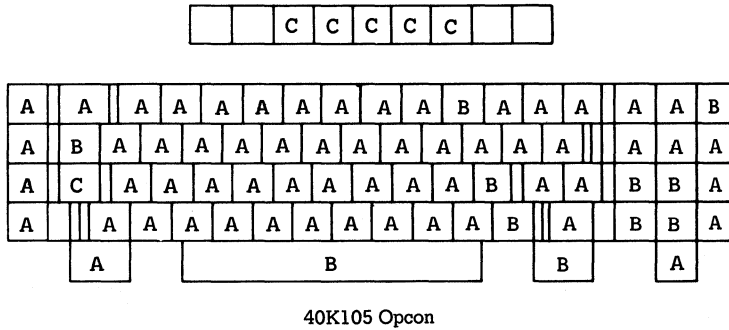 C C C C C
A A A A A A A A A A B A A A A A B
A B A A A A A A A A A A A A A A A
A C A A A A A A A A A B A A B B A
A A A A A A A A A A A B A B B A
A B B A
40K105 Opcon